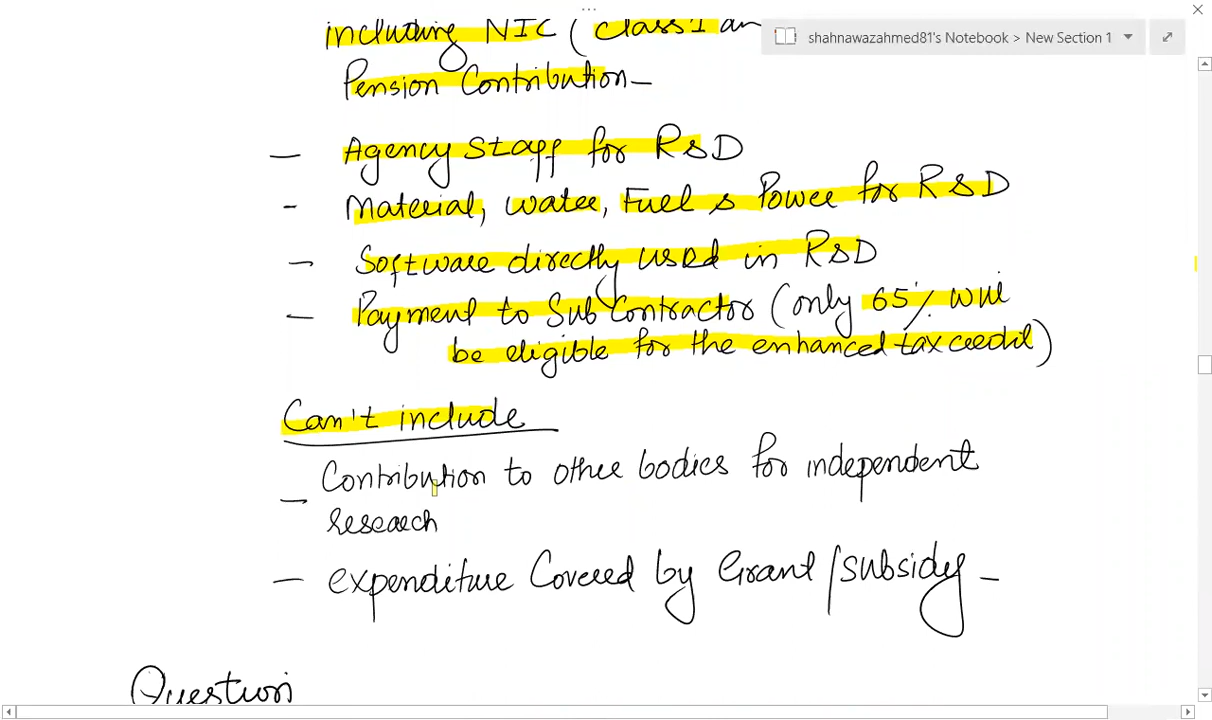 including NIC (class 1 an
shahnawazahmed81's Notebook > New Section 1
Pension Contribution -
- Agency Staff for R&D
- Material, water, Fuel & Power for R&D
- Software directly used in R&D
- Payment to Sub Contractor (only 65% will
be eligible for the enhanced tax credit)
Can't include
- Contribution to other bodies for independent
research
- expenditure Covered by Grant/subsidy -
Question